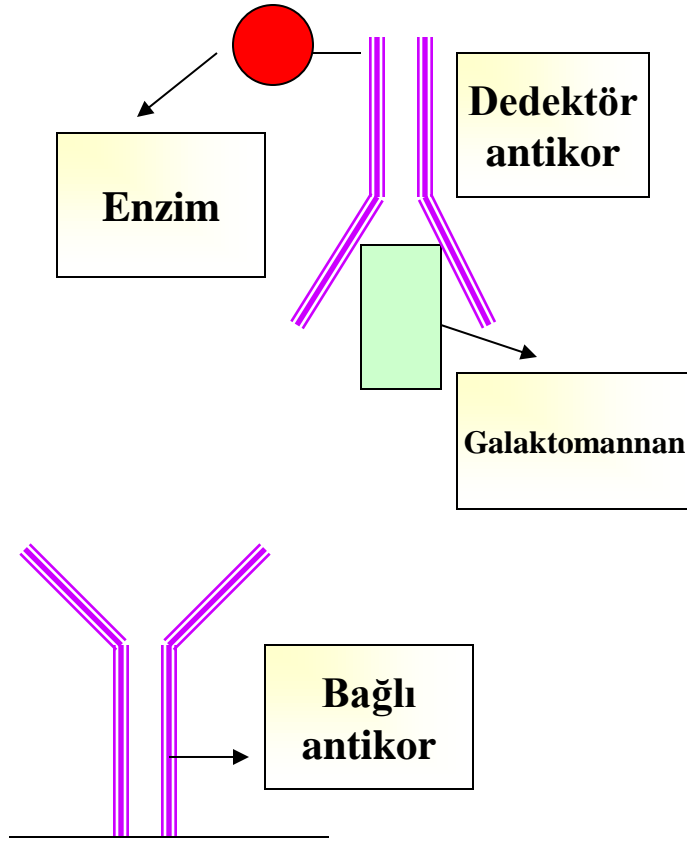 Dedektör
antikor
Enzim
Galaktomannan
Bağlı
antikor